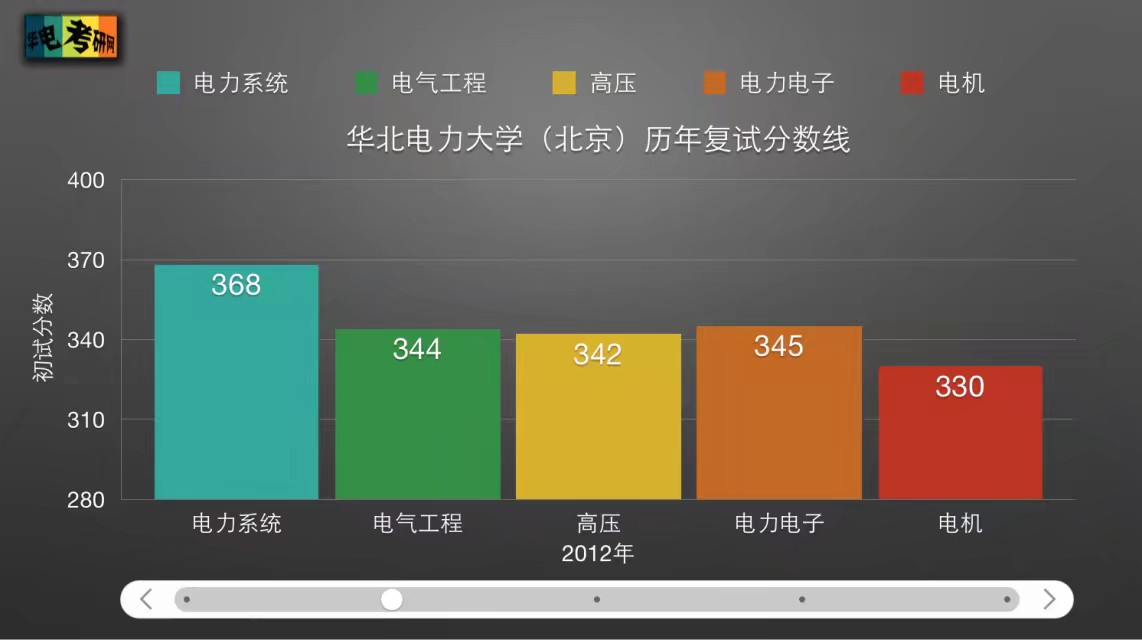 华电考研网
电力系统 电气工程 高压 电力电子 电机
华北电力大学（北京）历年复试分数线
初试分数
400
370
340
310
280
368 344 342 345 330
电力系统 电气工程 高压 电力电子 电机
2012年